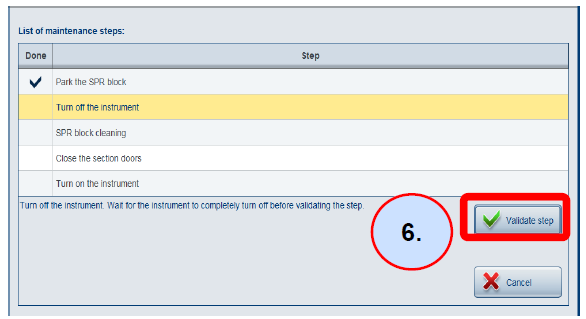 List of maintenance steps:
Done Step
Park the SPR block
Turn off the instrument
SPR block cleaning
Close the section doors
Turn on the instrument
Turn off the instrument. Wait for the instrument to completely turn off before validating the step.
6.
Validate step
Cancel